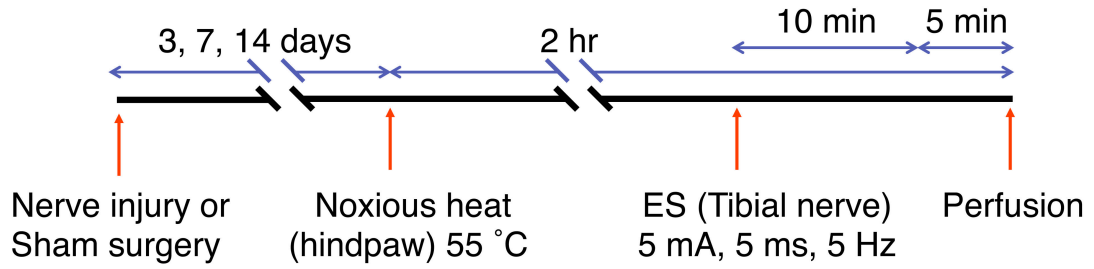 10 min
5 min
3, 7, 14 days
2 hr
Nerve injury or
Sham surgery
Noxious heat
(hindpaw) 55 ˚C
ES (Tibial nerve)
5 mA, 5 ms, 5 Hz
Perfusion